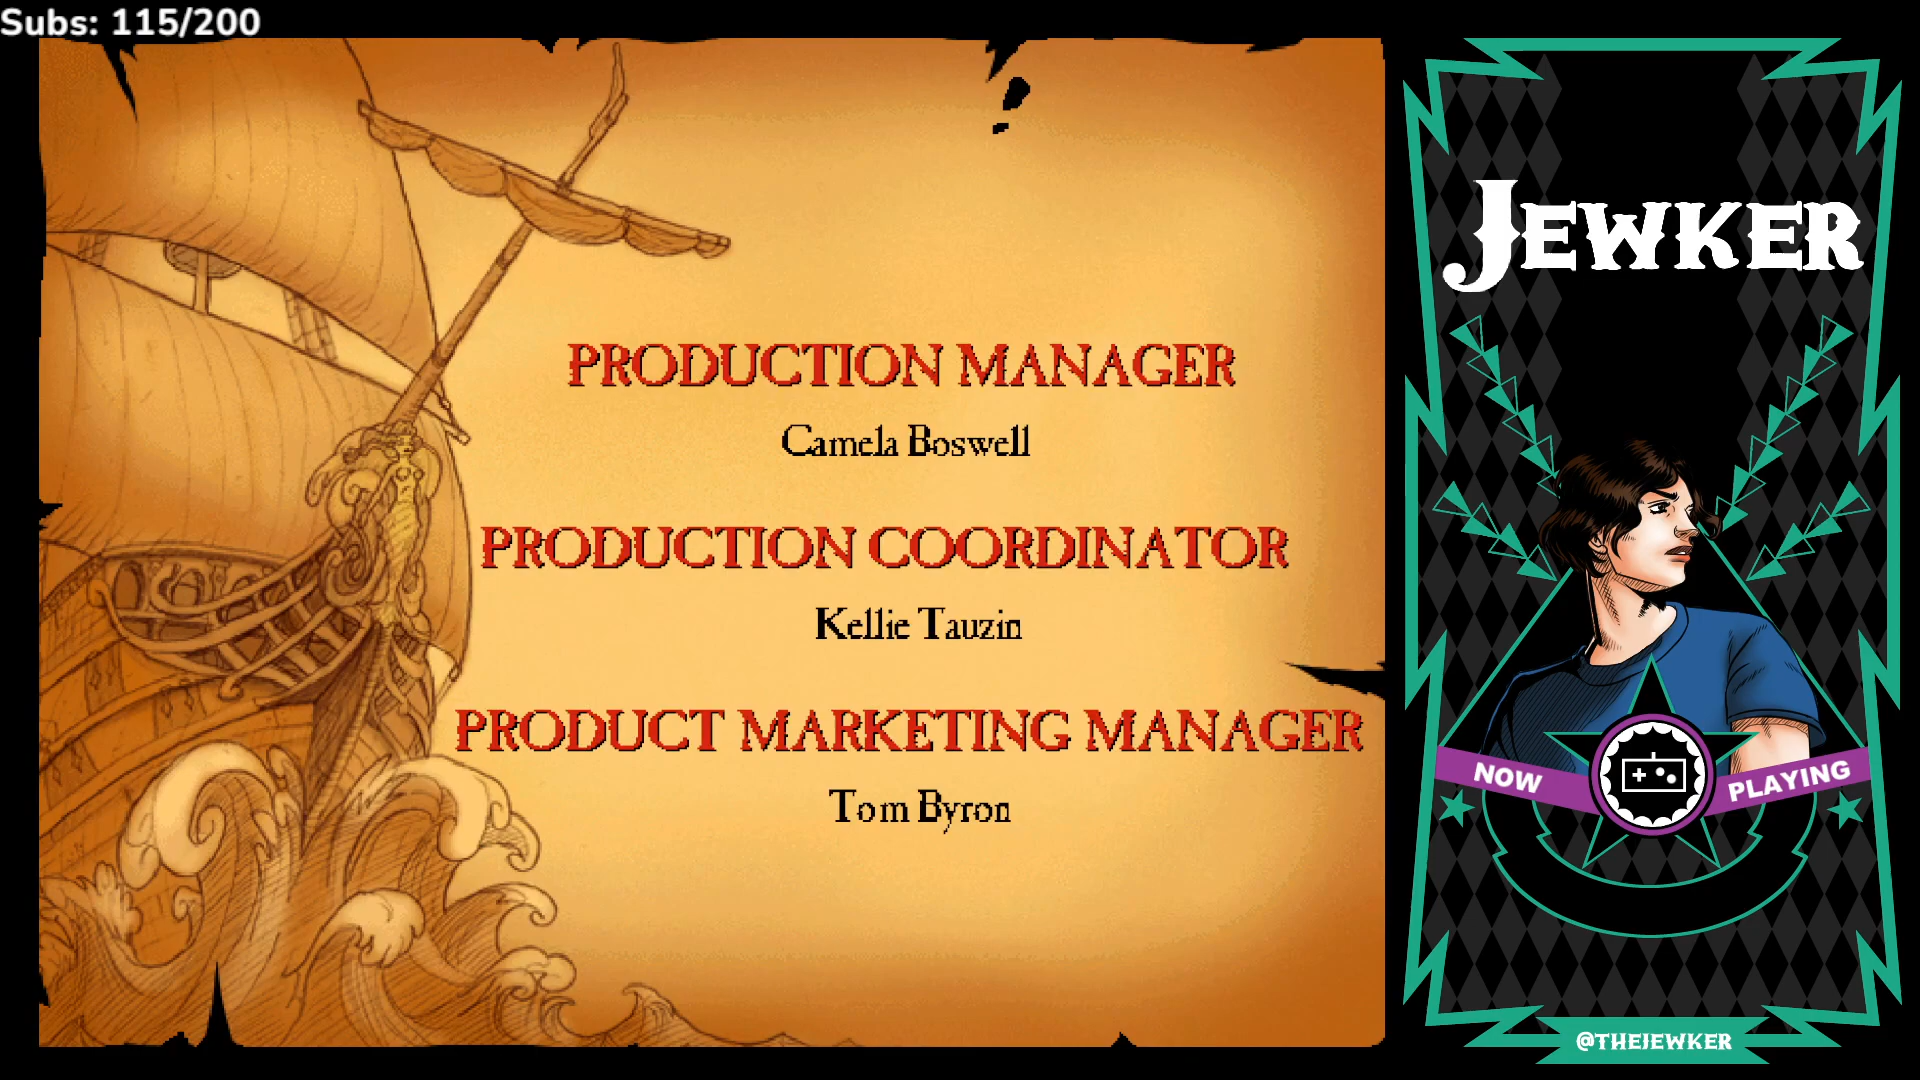 Subs: 115/200
PRODUCTION MANAGER
Camela Boswell
PRODUCTION COORDINATOR
Kellie Tauzin
PRODUCT MARKETING MANAGER
Tom Byron
JEWKER
NOW PLAYING
@THEJEWKER